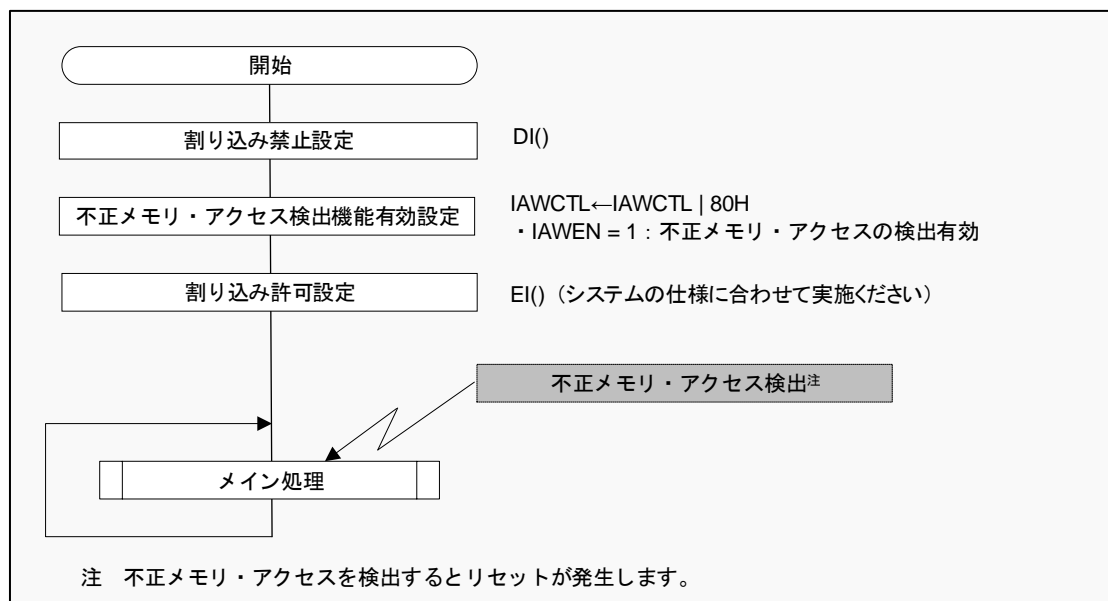 開始
割り込み禁止設定
DI()
不正メモリ・アクセス検出機能有効設定
IAWCTL←IAWCTL | 80H
・IAWEN = 1：不正メモリ・アクセスの検出有効
割り込み許可設定
EI()（システムの仕様に合わせて実施ください）
不正メモリ・アクセス検出注
メイン処理
注　不正メモリ・アクセスを検出するとリセットが発生します。